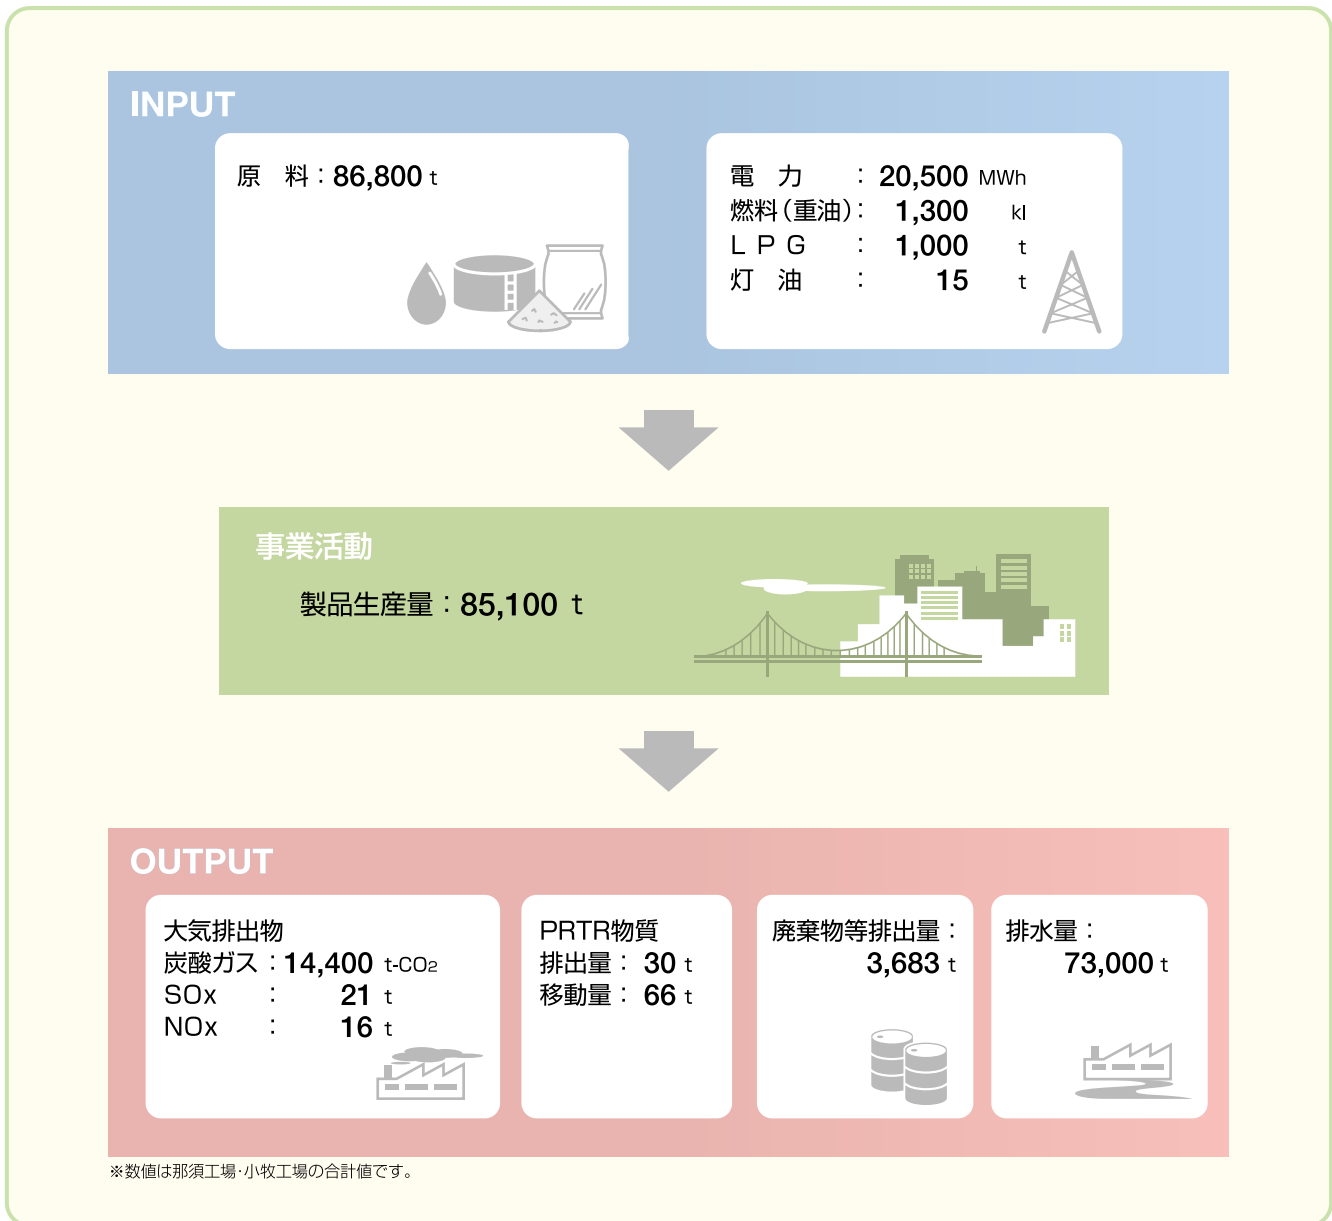 INPUT
原 料：86,800 t
電 力 ： 20,500 MWh
燃料（重油）： 1,300 kl
L P G ： 1,000 t
灯 油 ： 15 t
事業活動
製品生産量：85,100 t
OUTPUT
大気排出物
炭酸ガス：14,400 t-CO₂
SOx ： 21 t
NOx ： 16 t
PRTR物質
排出量： 30 t
移動量： 66 t
廃棄物等排出量：
3,683 t
排水量：
73,000 t
※数値は那須工場・小牧工場の合計値です。